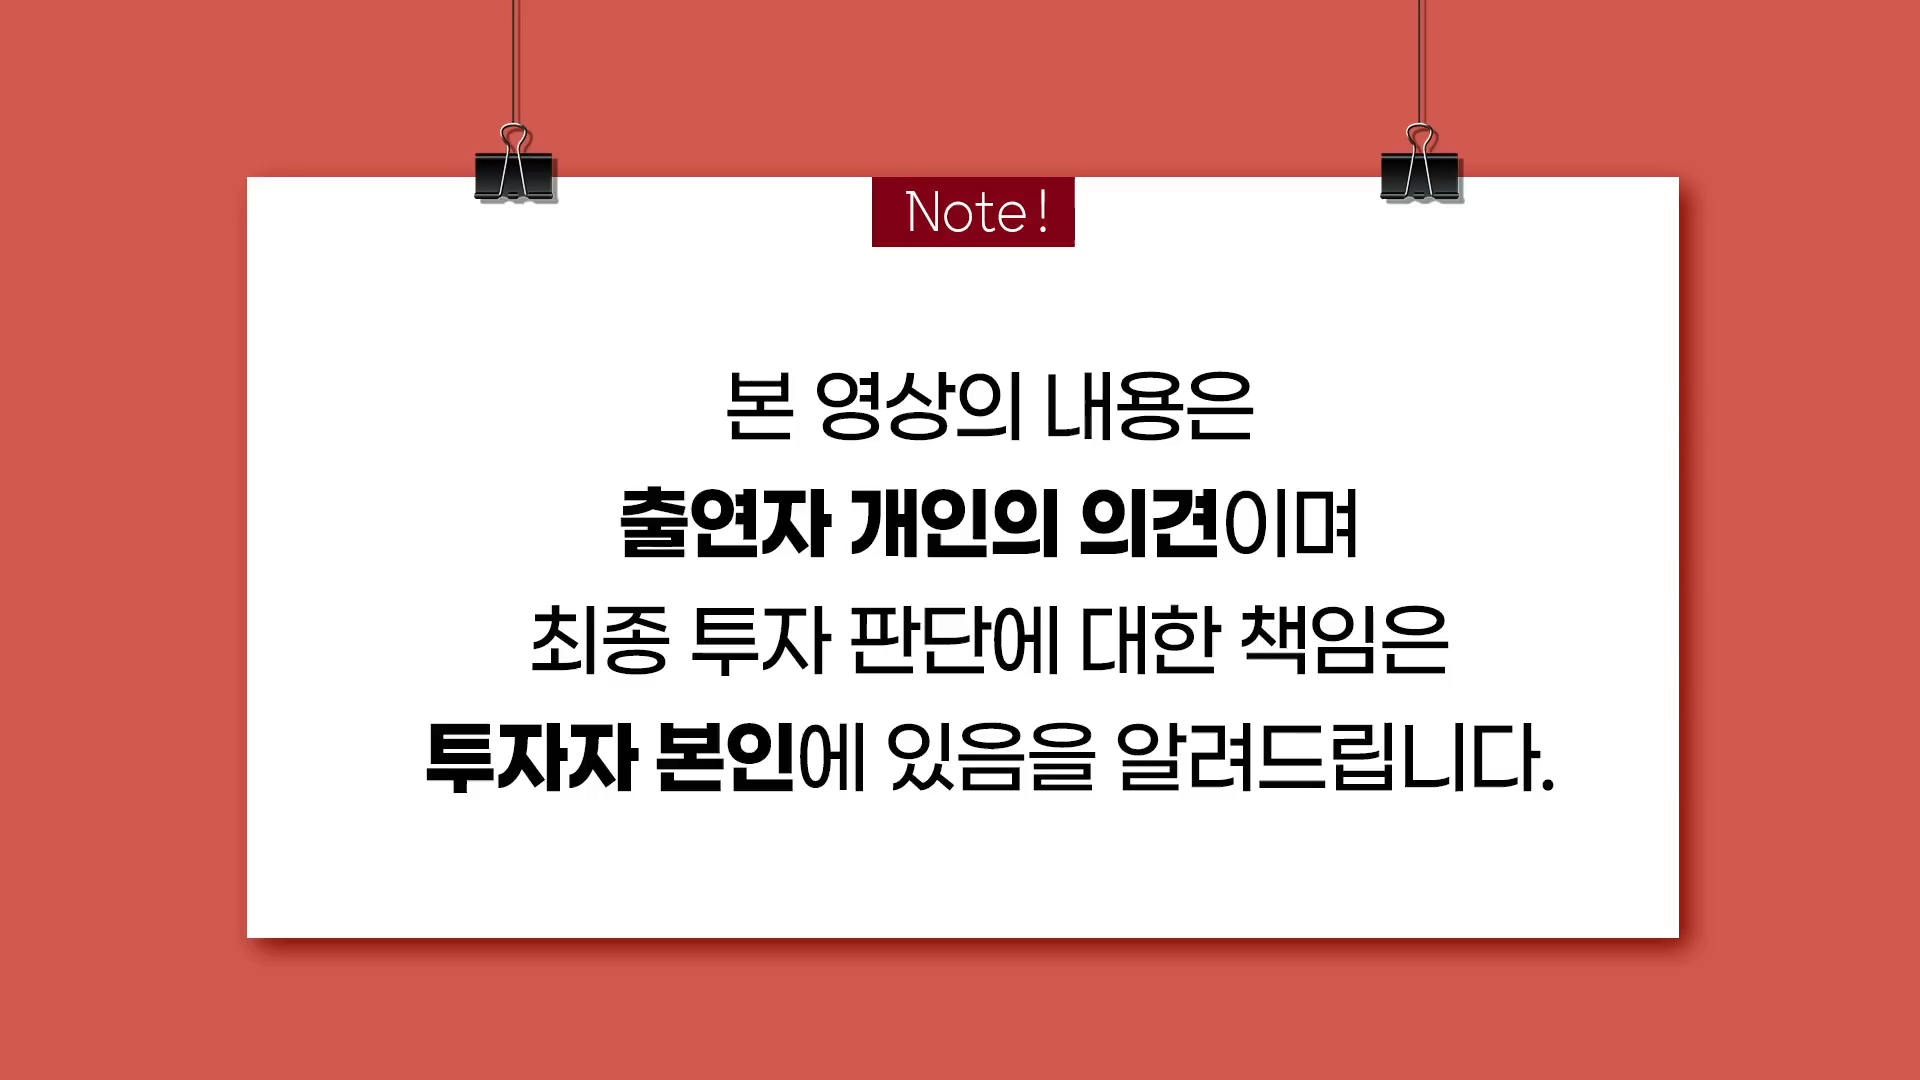 Note!
본 영상의 내용은
출연자 개인의 의견이며
최종 투자 판단에 대한 책임은
투자자 본인에 있음을 알려드립니다.